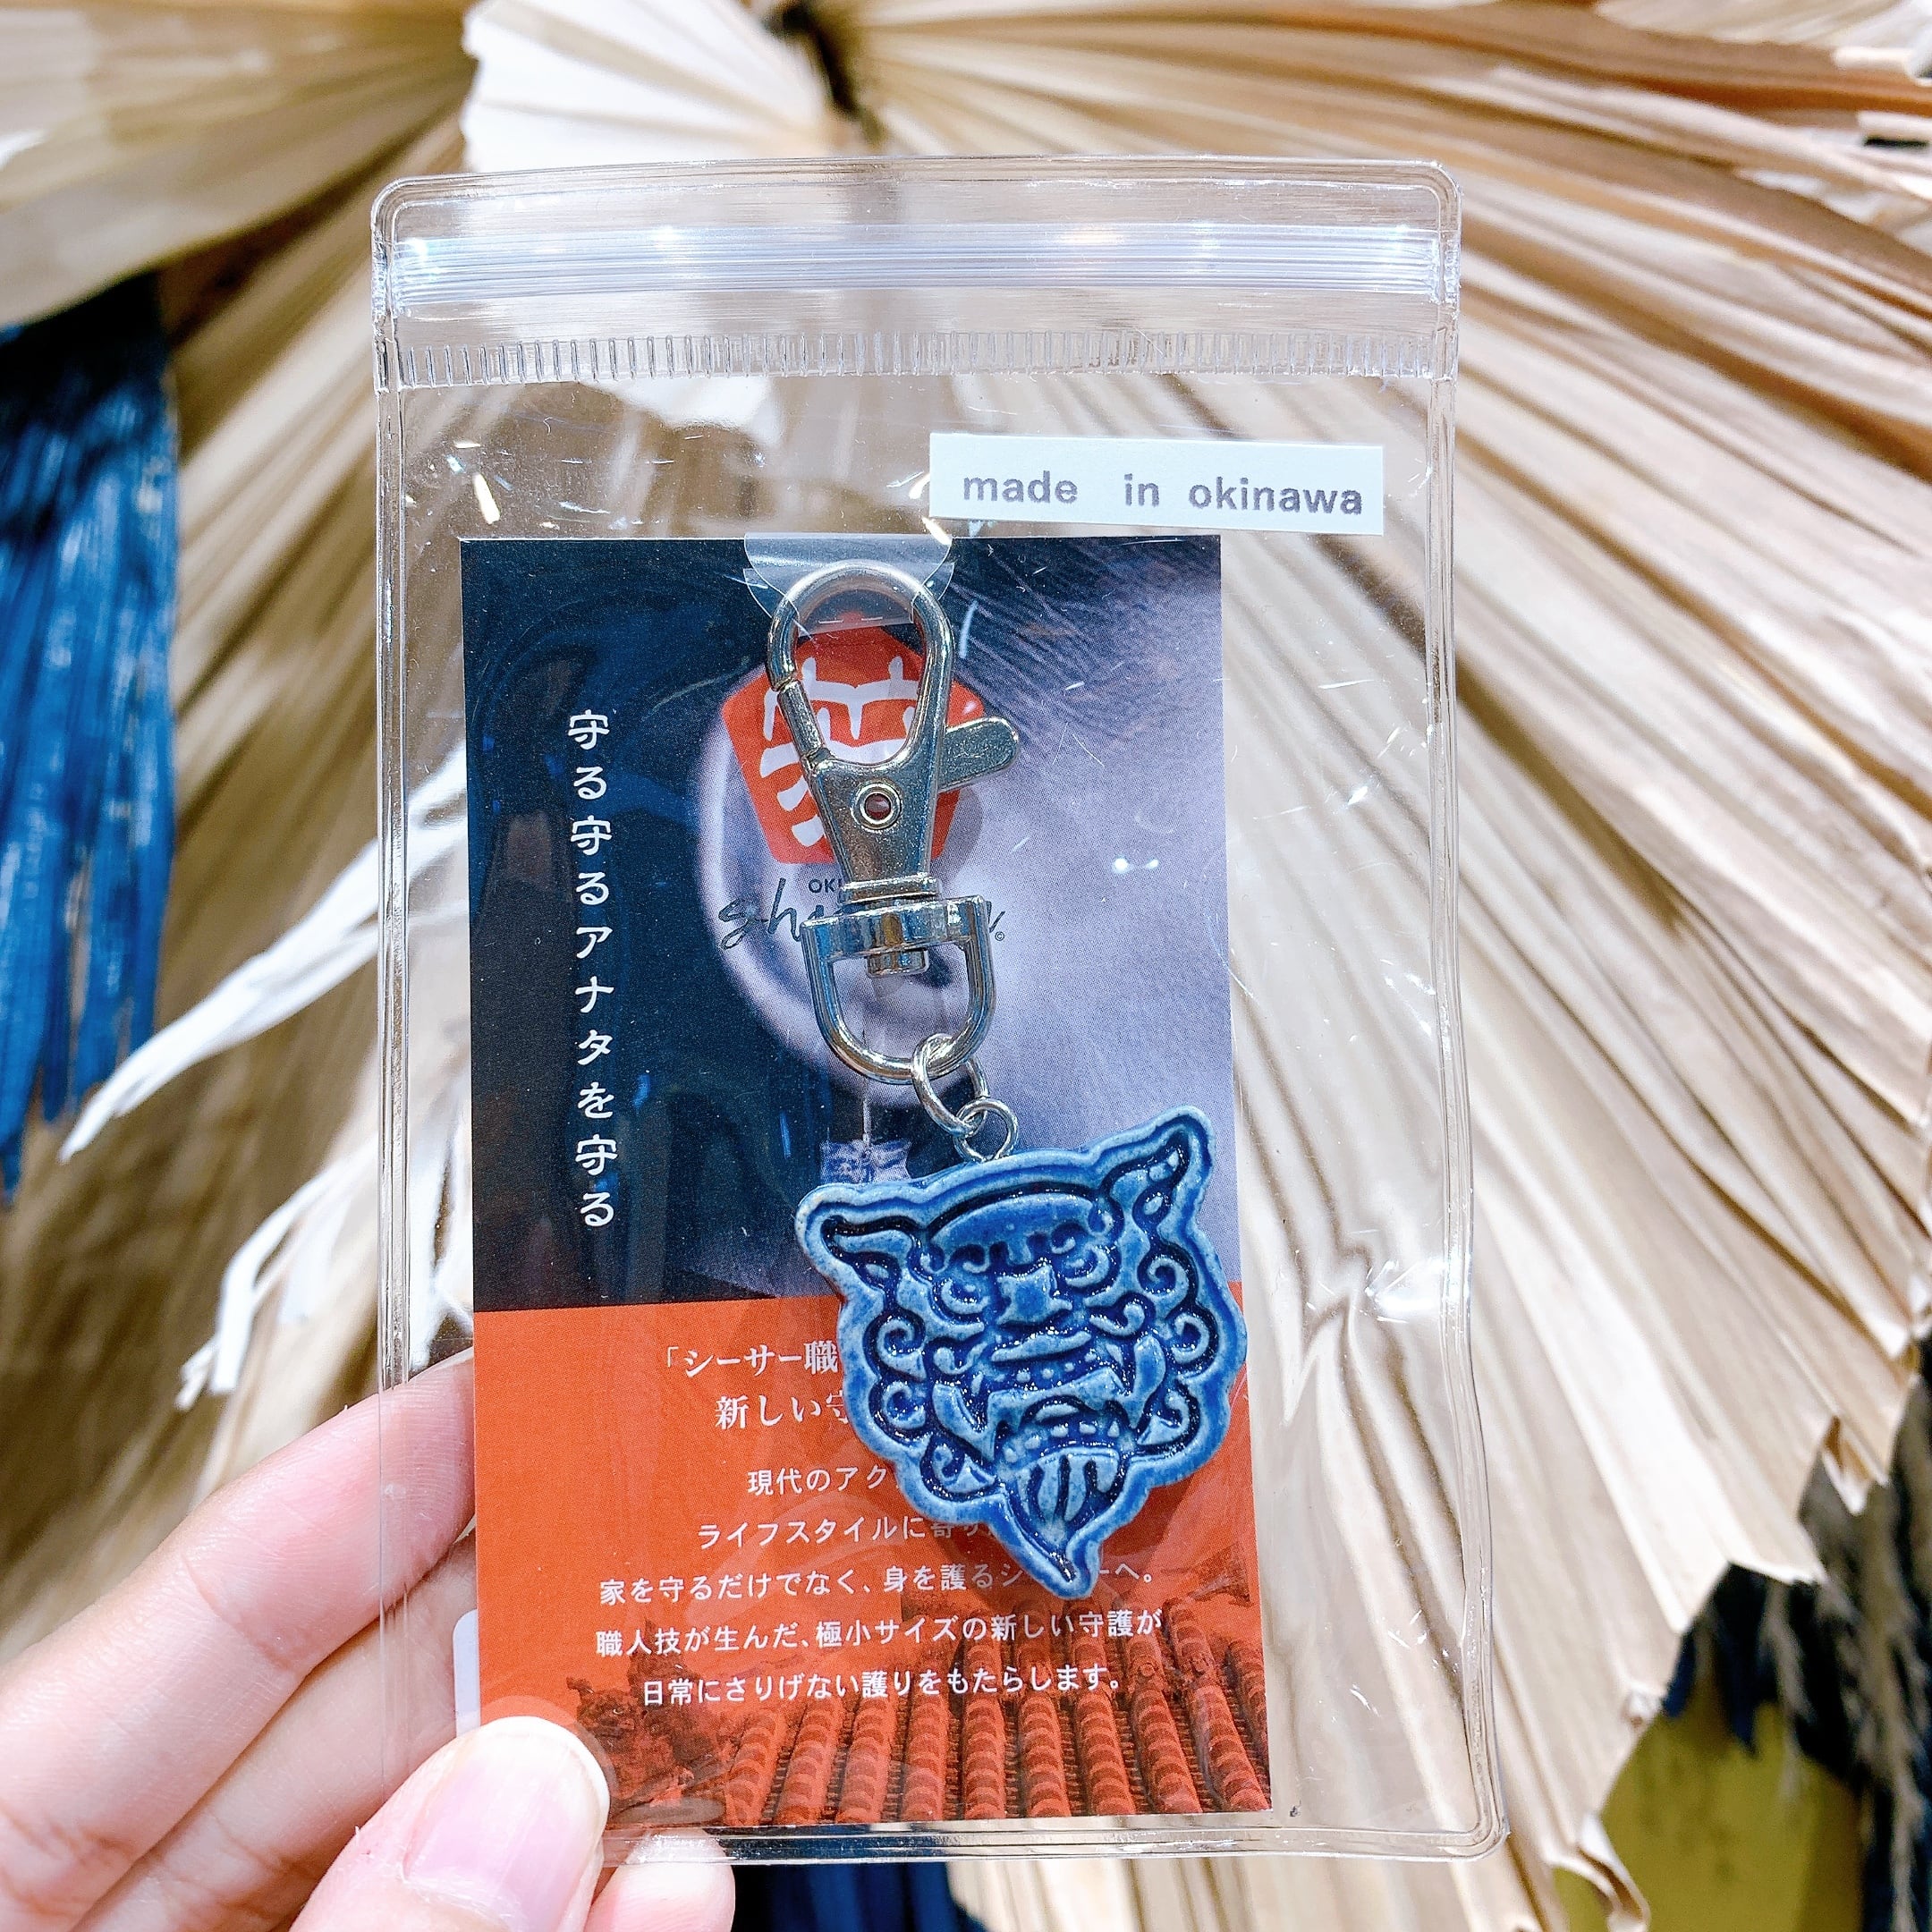 made in okinawa
守る守るアナタを守る
「シーサー職
新しい守
現代のアク
ライフスタイルに寄り
家を守るだけでなく、身を護るシーサーへ。
職人技が生んだ、極小サイズの新しい守護が
日常にさりげない護りをもたらします。